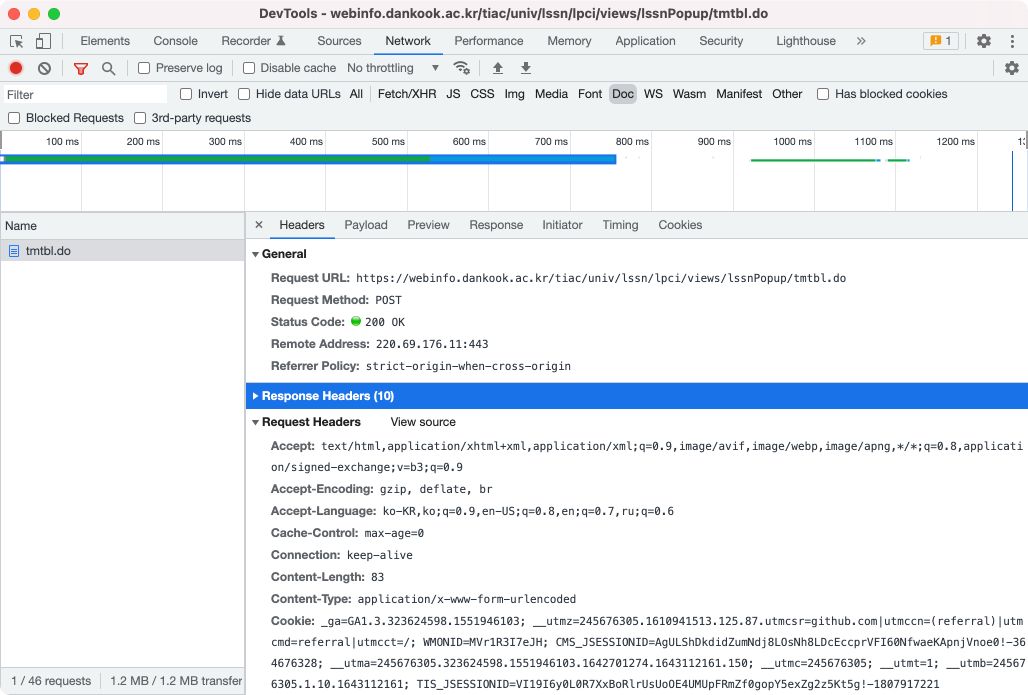 DevTools - webinfo.dankook.ac.kr/tiac/univ/lssn/lpci/views/lssnPopup/tmtbl.do
Elements Console Recorder Sources Network Performance Memory Application Security Lighthouse » 1
Preserve log Disable cache No throttling
Filter Invert Hide data URLs All Fetch/XHR JS CSS Img Media Font Doc WS Wasm Manifest Other Has blocked cookies
Blocked Requests 3rd-party requests
100 ms 200 ms 300 ms 400 ms 500 ms 600 ms 700 ms 800 ms 900 ms 1000 ms 1100 ms 1200 ms
Name × Headers Payload Preview Response Initiator Timing Cookies
tmtbl.do
General
Request URL: https://webinfo.dankook.ac.kr/tiac/univ/lssn/lpci/views/lssnPopup/tmtbl.do
Request Method: POST
Status Code: 200 OK
Remote Address: 220.69.176.11:443
Referrer Policy: strict-origin-when-cross-origin
Response Headers (10)
Request Headers View source
Accept: text/html,application/xhtml+xml,application/xml;q=0.9,image/avif,image/webp,image/apng,*/*;q=0.8,applicati
on/signed-exchange;v=b3;q=0.9
Accept-Encoding: gzip, deflate, br
Accept-Language: ko-KR,ko;q=0.9,en-US;q=0.8,en;q=0.7,ru;q=0.6
Cache-Control: max-age=0
Connection: keep-alive
Content-Length: 83
Content-Type: application/x-www-form-urlencoded
Cookie: _ga=GA1.3.323624598.1551946103; __utmz=245676305.1610941513.125.87.utmcsr=github.com|utmccn=(referral)|utm
cmd=referral|utmcct=/; WMONID=MVr1R3I7eJH; CMS_JSESSIONID=AgULShDkdidZumNdj8LOsNh8LDcEccprVFI60NfwaeKApnjVnoe0!-36
4676328; __utma=245676305.323624598.1551946103.1642701274.1643112161.150; __utmc=245676305; __utmt=1; __utmb=24567
6305.1.10.1643112161; TIS_JSESSIONID=VI19I6y0L0R7XxBoRlrUsUoOE4UMUpFRmZf0gopY5exZg2z5Kt5g!-1807917221
1 / 46 requests 1.2 MB / 1.2 MB transfer